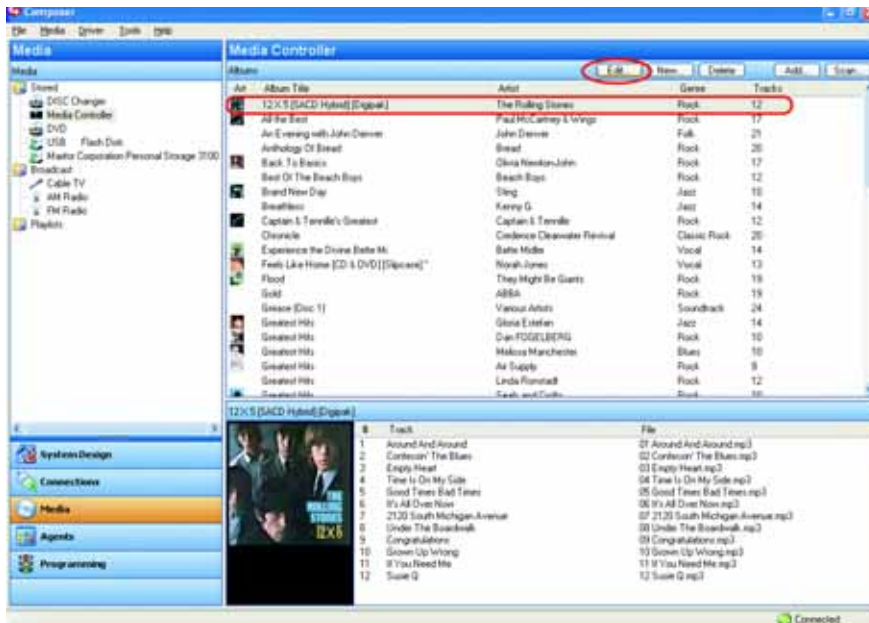 Composer
File Media Driver Tools Help
Media
Media Controller
Media
Albums
Edit... New... Delete Add... Scan...
Stored
DISC Changer
Media Controller
DVD
USB Flash Disk
Maxtor Corporation Personal Storage 3100
Broadcast
Cable TV
AM Radio
FM Radio
Playlists
Art Album Title Artist Genre Tracks
12 X 5 [SACD Hybrid] [Digipak] The Rolling Stones Rock 12
All the Best Paul McCartney & Wings Rock 17
An Evening with John Denver John Denver Folk 21
Anthology Of Bread Bread Rock 20
Back To Basics Olivia Newton-John Rock 17
Best Of The Beach Boys Beach Boys Rock 12
Brand New Day Sting Jazz 10
Breathless Kenny G Jazz 14
Captain & Tennille's Greatest Captain & Tennille Rock 12
Chronicle Creedence Clearwater Revival Classic Rock 20
Experience the Divine Bette Mi Bette Midler Vocal 14
Feels Like Home [CD & DVD] [Slipcase]* Norah Jones Vocal 13
Flood They Might Be Giants Rock 19
Gold ABBA Rock 19
Grease (Disc 1) Various Artists Soundtrack 24
Greatest Hits Gloria Estefan Jazz 14
Greatest Hits Dan FOGELBERG Rock 10
Greatest Hits Melissa Manchester Blues 10
Greatest Hits Air Supply Rock 9
Greatest Hits Linda Ronstadt Rock 12
Greatest Hits Seals and Crofts Rock 10
12 X 5 [SACD Hybrid] [Digipak]
# Track File
1 Around And Around 01 Around And Around.mp3
2 Confessin' The Blues 02 Confessin' The Blues.mp3
3 Empty Heart 03 Empty Heart.mp3
4 Time Is On My Side 04 Time Is On My Side.mp3
5 Good Times Bad Times 05 Good Times Bad Times.mp3
6 It's All Over Now 06 It's All Over Now.mp3
7 2120 South Michigan Avenue 07 2120 South Michigan Avenue.mp3
8 Under The Boardwalk 08 Under The Boardwalk.mp3
9 Congratulations 09 Congratulations.mp3
10 Grown Up Wrong 10 Grown Up Wrong.mp3
11 If You Need Me 11 If You Need Me.mp3
12 Susie Q 12 Susie Q.mp3
THE
ROLLING
STONES
12X5
System Design
Connections
Media
Agents
Programming
Connected